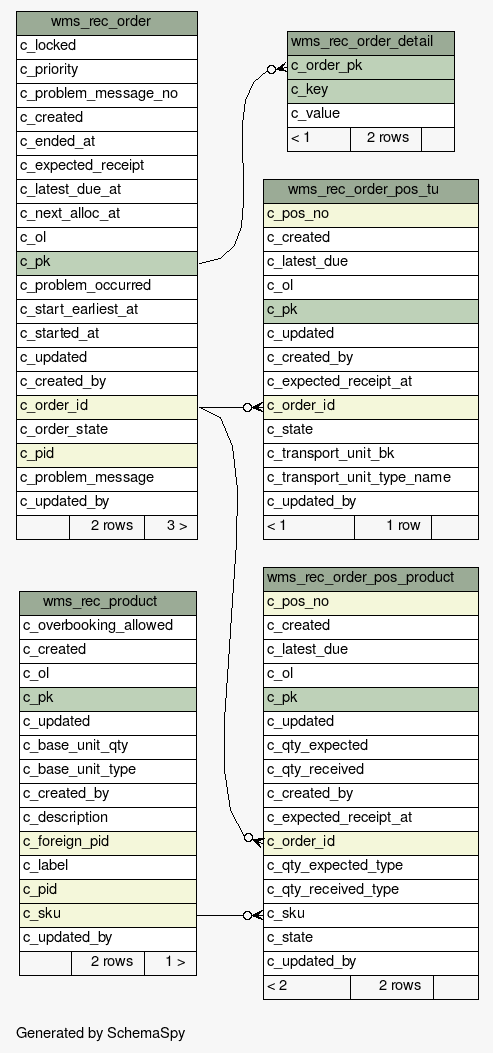 wms_rec_order
c_locked
c_priority
c_problem_message_no
c_created
c_ended_at
c_expected_receipt
c_latest_due_at
c_next_alloc_at
c_ol
c_pk
c_problem_occurred
c_start_earliest_at
c_started_at
c_updated
c_created_by
c_order_id
c_order_state
c_pid
c_problem_message
c_updated_by
2 rows 3 >
wms_rec_order_detail
c_order_pk
c_key
c_value
< 1 2 rows
wms_rec_order_pos_tu
c_pos_no
c_created
c_latest_due
c_ol
c_pk
c_updated
c_created_by
c_expected_receipt_at
c_order_id
c_state
c_transport_unit_bk
c_transport_unit_type_name
c_updated_by
< 1 1 row
wms_rec_product
c_overbooking_allowed
c_created
c_ol
c_pk
c_updated
c_base_unit_qty
c_base_unit_type
c_created_by
c_description
c_foreign_pid
c_label
c_pid
c_sku
c_updated_by
2 rows 1 >
wms_rec_order_pos_product
c_pos_no
c_created
c_latest_due
c_ol
c_pk
c_updated
c_qty_expected
c_qty_received
c_created_by
c_expected_receipt_at
c_order_id
c_qty_expected_type
c_qty_received_type
c_sku
c_state
c_updated_by
< 2 2 rows
Generated by SchemaSpy